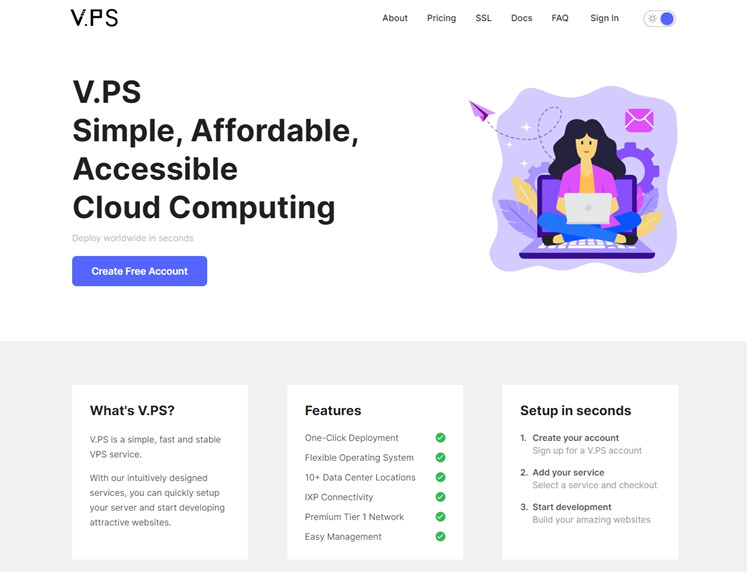 V.PS
About Pricing SSL Docs FAQ Sign In
V.PS
Simple, Affordable,
Accessible
Cloud Computing
Deploy worldwide in seconds
Create Free Account
What's V.PS?
V.PS is a simple, fast and stable
VPS service.
With our intuitively designed
services, you can quickly setup
your server and start developing
attractive websites.
Features
One-Click Deployment
Flexible Operating System
10+ Data Center Locations
IXP Connectivity
Premium Tier 1 Network
Easy Management
Setup in seconds
1. Create your account
Sign up for a V.PS account
2. Add your service
Select a service and checkout
3. Start development
Build your amazing websites